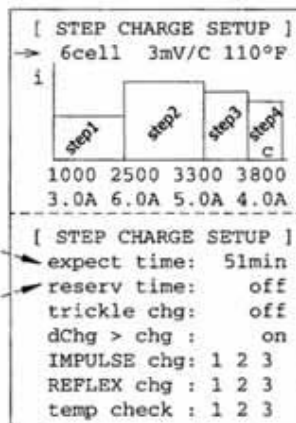 [ STEP CHARGE SETUP ]
6cell 3mV/C 110°F
i
step1 step2 step3 step4
c
1000 2500 3300 3800
3.0A 6.0A 5.0A 4.0A
[ STEP CHARGE SETUP ]
expect time: 51min
reserv time: off
trickle chg: off
dChg > chg : on
IMPULSE chg: 1 2 3
REFLEX chg : 1 2 3
temp check : 1 2 3